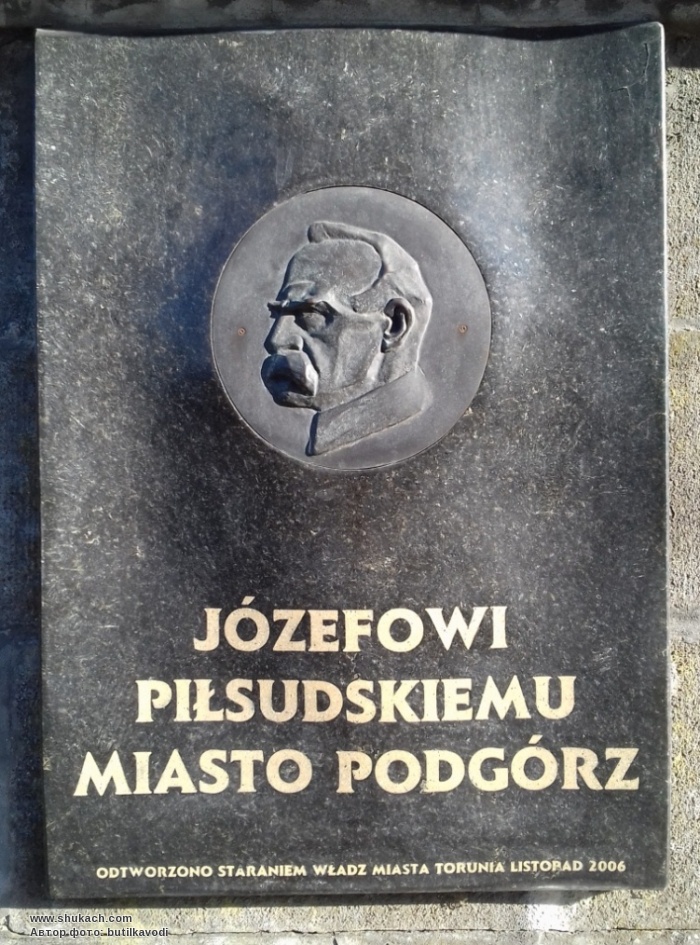 JÓZEFOWI
PIŁSUDSKIEMU
MIASTO PODGÓRZ
ODTWORZONO STARANIEM WŁADZ MIASTA TORUNIA LISTOPAD 2006
www.shukach.com
Автор фото: butilkavodi